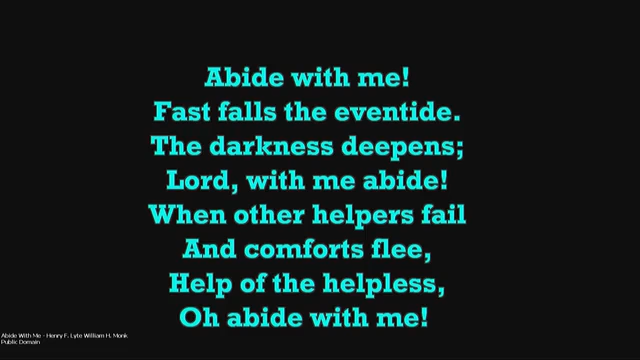 Abide with me!
Fast falls the eventide.
The darkness deepens;
Lord, with me abide!
When other helpers fail
And comforts flee,
Help of the helpless,
Oh abide with me!
Abide With Me - Henry F. Lyte William H. Monk
Public Domain